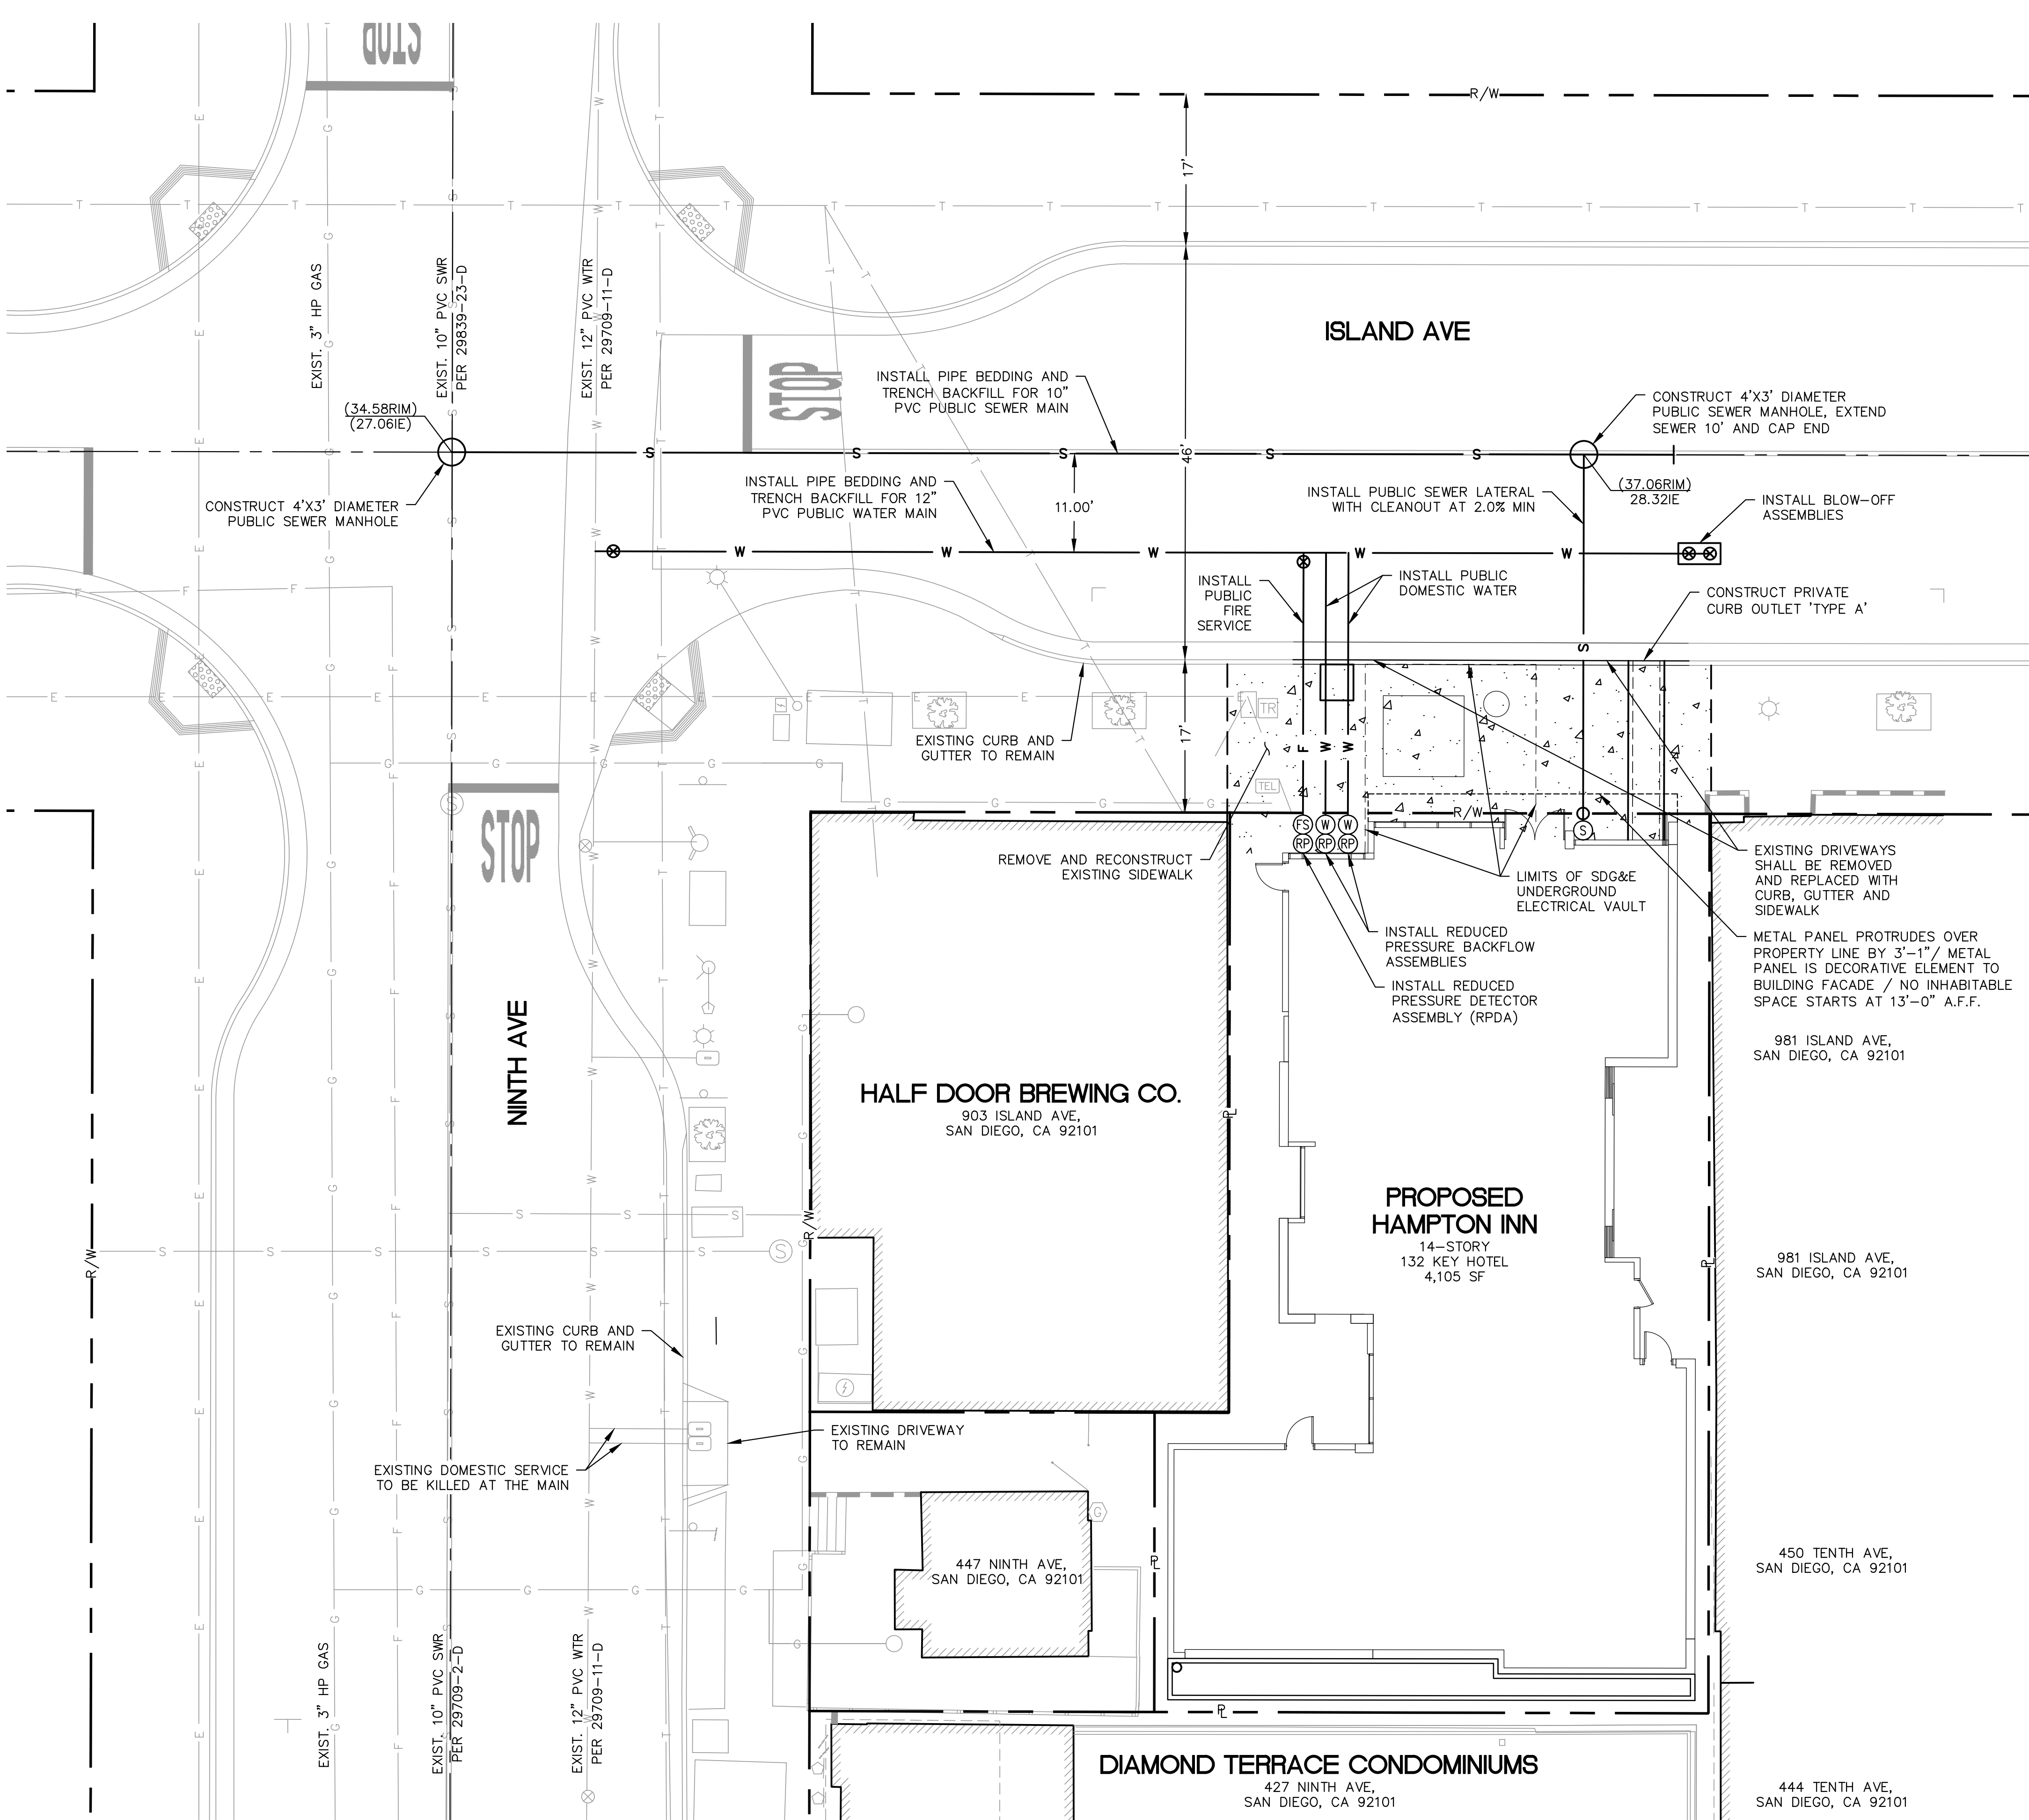 STOP
R/W
17'
EXIST. 3" HP GAS
EXIST. 10" PVC SWR
PER 29839-23-D
EXIST. 12" PVC WTR
PER 29709-11-D
ISLAND AVE
STOP
INSTALL PIPE BEDDING AND
TRENCH BACKFILL FOR 10"
PVC PUBLIC SEWER MAIN
CONSTRUCT 4'X3' DIAMETER
PUBLIC SEWER MANHOLE, EXTEND
SEWER 10' AND CAP END
(34.58RIM)
(27.06IE)
46'
CONSTRUCT 4'X3' DIAMETER
PUBLIC SEWER MANHOLE
INSTALL PIPE BEDDING AND
TRENCH BACKFILL FOR 12"
PVC PUBLIC WATER MAIN
11.00'
INSTALL PUBLIC SEWER LATERAL
WITH CLEANOUT AT 2.0% MIN
(37.06RIM)
28.32IE
INSTALL BLOW-OFF
ASSEMBLIES
INSTALL
PUBLIC
FIRE
SERVICE
INSTALL PUBLIC
DOMESTIC WATER
CONSTRUCT PRIVATE
CURB OUTLET 'TYPE A'
TR
EXISTING CURB AND
GUTTER TO REMAIN
17'
F
W
W
TEL
STOP
R/W
FS
W
W
RP
RP
RP
S
REMOVE AND RECONSTRUCT
EXISTING SIDEWALK
LIMITS OF SDG&E
UNDERGROUND
ELECTRICAL VAULT
EXISTING DRIVEWAYS
SHALL BE REMOVED
AND REPLACED WITH
CURB, GUTTER AND
SIDEWALK
INSTALL REDUCED
PRESSURE BACKFLOW
ASSEMBLIES
METAL PANEL PROTRUDES OVER
PROPERTY LINE BY 3'-1"/ METAL
PANEL IS DECORATIVE ELEMENT TO
BUILDING FACADE / NO INHABITABLE
SPACE STARTS AT 13'-0" A.F.F.
INSTALL REDUCED
PRESSURE DETECTOR
ASSEMBLY (RPDA)
NINTH AVE
981 ISLAND AVE,
SAN DIEGO, CA 92101
HALF DOOR BREWING CO.
903 ISLAND AVE,
SAN DIEGO, CA 92101
PL
PROPOSED
HAMPTON INN
14-STORY
132 KEY HOTEL
4,105 SF
R/W
R/W
PL
981 ISLAND AVE,
SAN DIEGO, CA 92101
EXISTING CURB AND
GUTTER TO REMAIN
EXISTING DRIVEWAY
TO REMAIN
EXISTING DOMESTIC SERVICE
TO BE KILLED AT THE MAIN
G
447 NINTH AVE,
SAN DIEGO, CA 92101
PL
450 TENTH AVE,
SAN DIEGO, CA 92101
EXIST. 3" HP GAS
EXIST. 10" PVC SWR
PER 29709-2-D
EXIST. 12" PVC WTR
PER 29709-11-D
PL
DIAMOND TERRACE CONDOMINIUMS
427 NINTH AVE,
SAN DIEGO, CA 92101
444 TENTH AVE,
SAN DIEGO, CA 92101